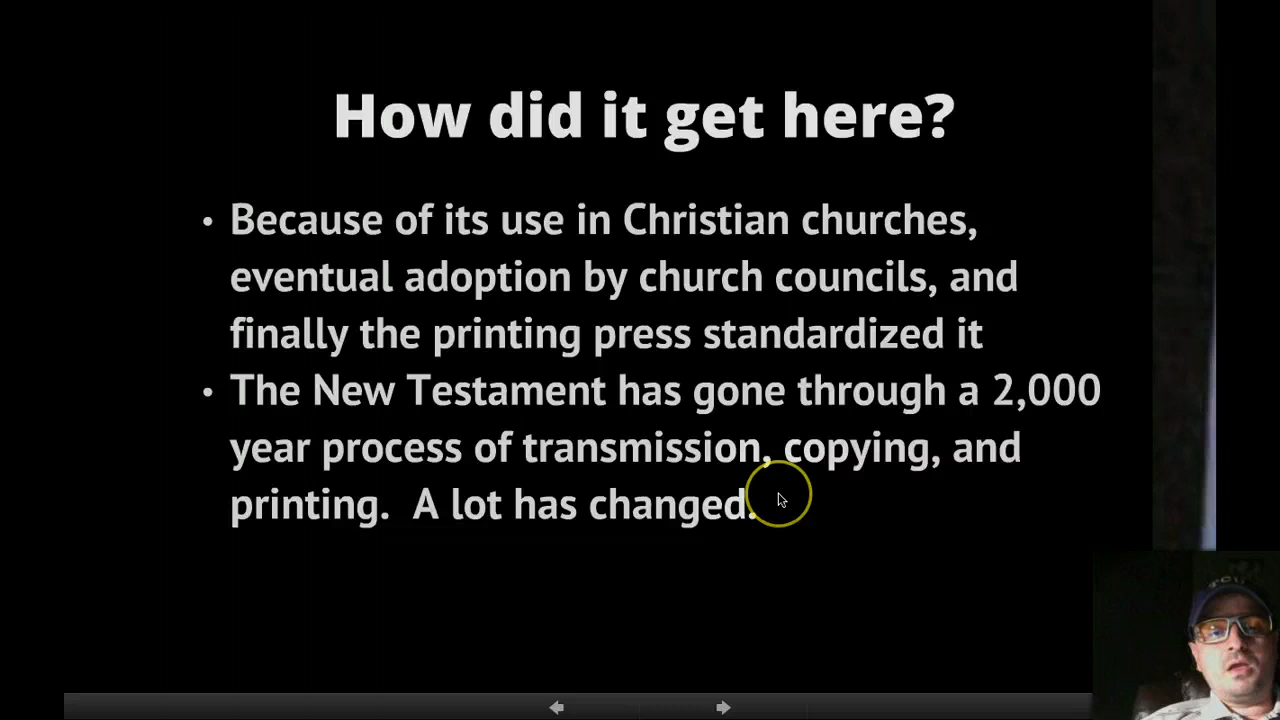 How did it get here?
• Because of its use in Christian churches,
eventual adoption by church councils, and
finally the printing press standardized it
• The New Testament has gone through a 2,000
year process of transmission, copying, and
printing.  A lot has changed.
TCU